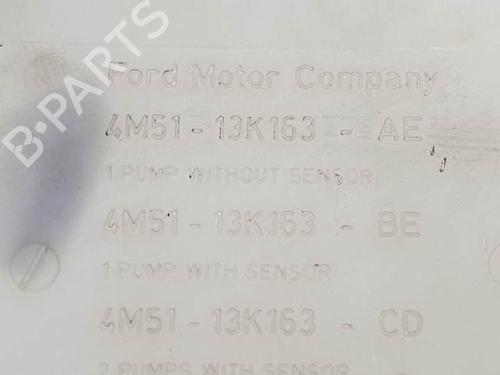 B-PARTS
Ford Motor Company
4M51 - 13K163 - AE
1 PUMP WITHOUT SENSOR
4M51 - 13K163 - BE
1 PUMP WITH SENSOR
4M51 - 13K163 - CD
2 PUMPS WITH SENSOR